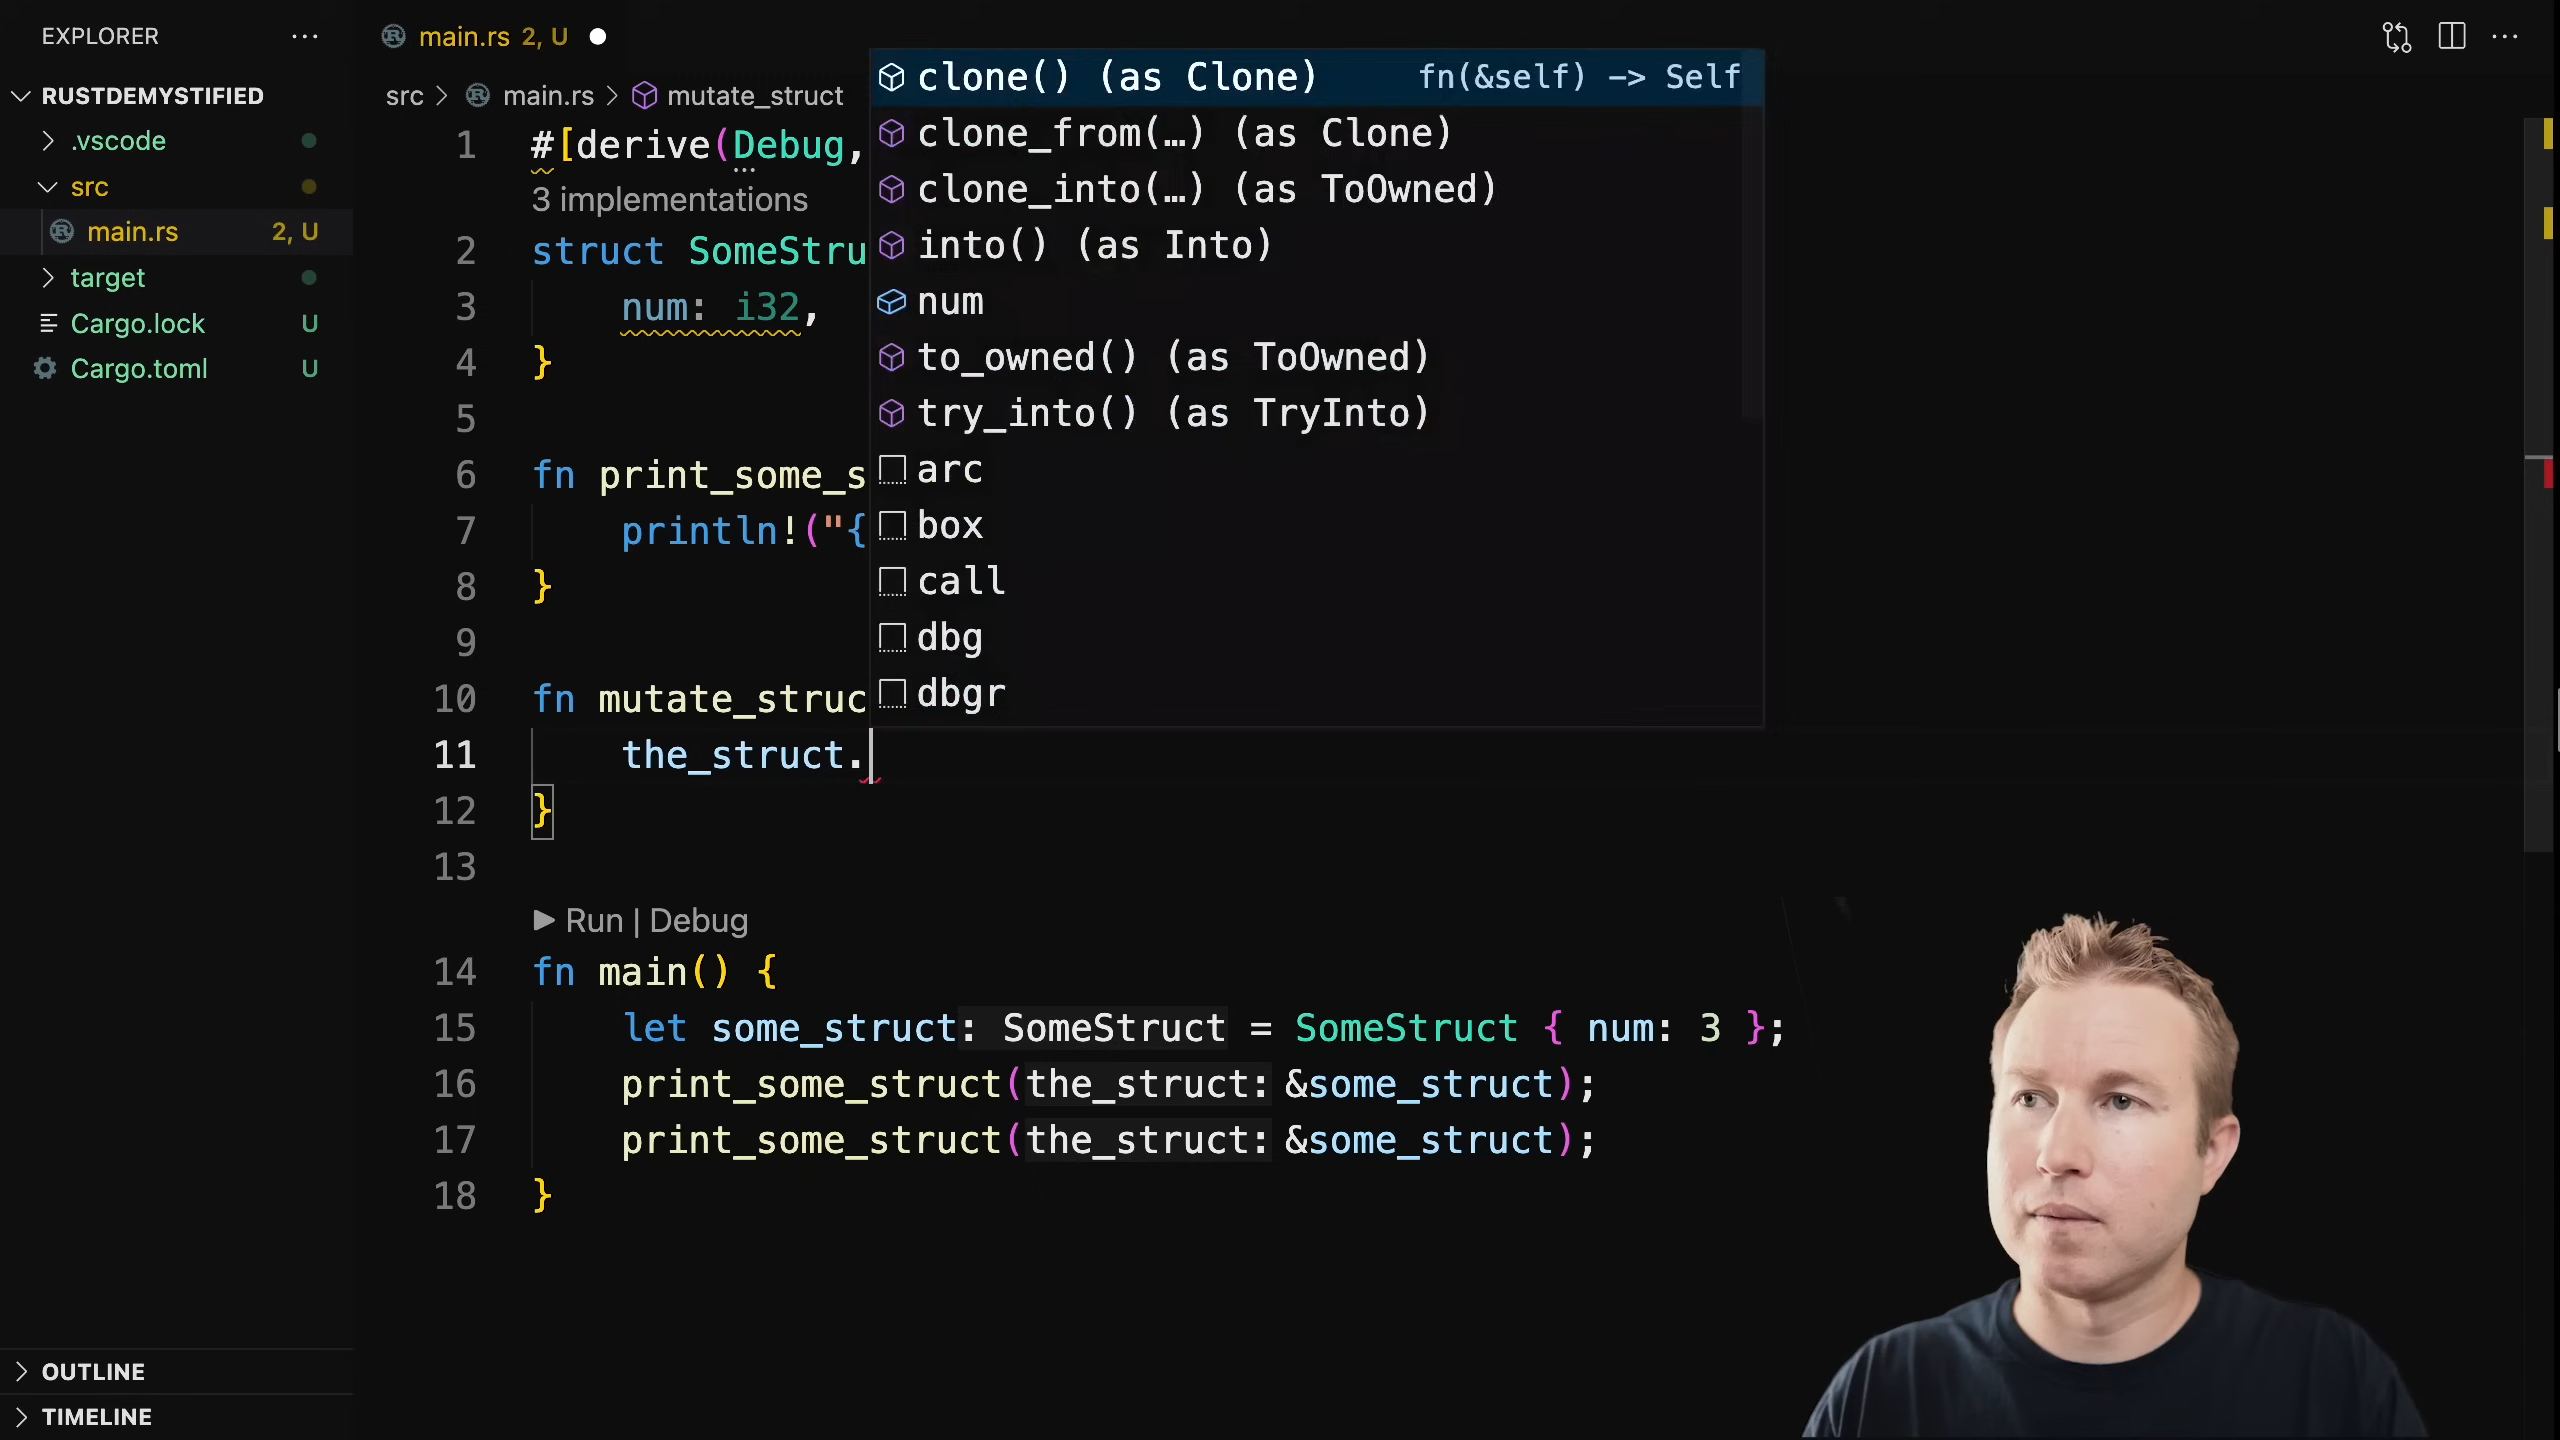 EXPLORER
RUSTDEMYSTIFIED
.vscode
src
main.rs 2, U
target
Cargo.lock U
Cargo.toml U
OUTLINE
TIMELINE
main.rs 2, U
src > main.rs > mutate_struct
1 #[derive(Debug,
3 implementations
2 struct SomeStru
3 num: i32,
4 }
5
6 fn print_some_s
7 println!("{
8 }
9
10 fn mutate_struc
11 the_struct.
12 }
13
Run | Debug
14 fn main() {
15 let some_struct: SomeStruct = SomeStruct { num: 3 };
16 print_some_struct(the_struct: &some_struct);
17 print_some_struct(the_struct: &some_struct);
18 }
clone() (as Clone) fn(&self) -> Self
clone_from(…) (as Clone)
clone_into(…) (as ToOwned)
into() (as Into)
num
to_owned() (as ToOwned)
try_into() (as TryInto)
arc
box
call
dbg
dbgr